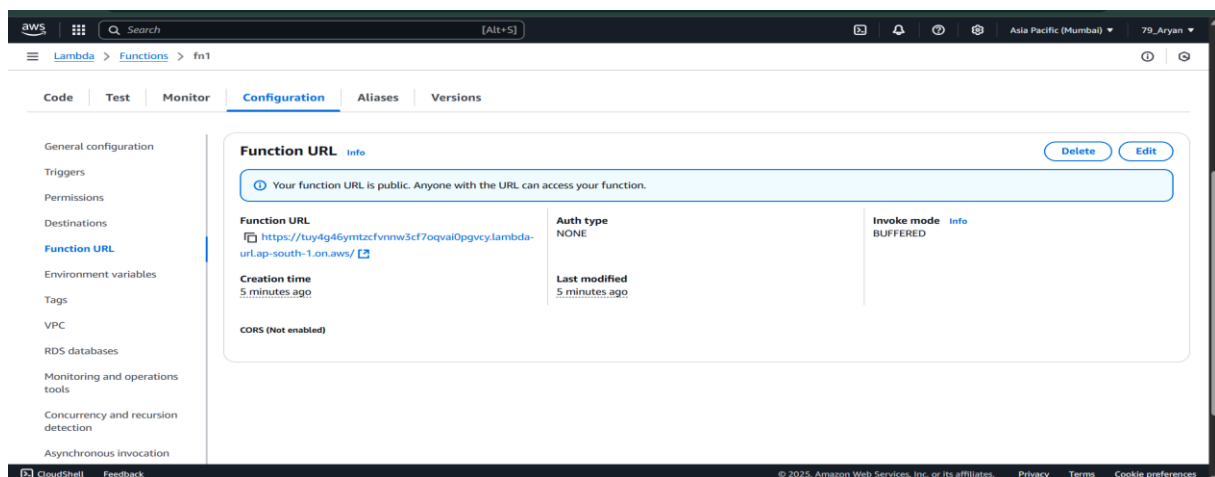 aws
Search
[Alt+S]
Asia Pacific (Mumbai) ▼
79_Aryan ▼
Lambda > Functions > fn1
Code
Test
Monitor
Configuration
Aliases
Versions
General configuration
Triggers
Permissions
Destinations
Function URL
Environment variables
Tags
VPC
RDS databases
Monitoring and operations
tools
Concurrency and recursion
detection
Asynchronous invocation
Function URL Info
Delete
Edit
Your function URL is public. Anyone with the URL can access your function.
Function URL
https://tuy4g46ymtzcfvnnw3cf7oqvai0pgvcy.lambda-
url.ap-south-1.on.aws/
Auth type
NONE
Invoke mode Info
BUFFERED
Creation time
5 minutes ago
Last modified
5 minutes ago
CORS (Not enabled)
CloudShell
Feedback
© 2025, Amazon Web Services, Inc. or its affiliates.
Privacy
Terms
Cookie preferences